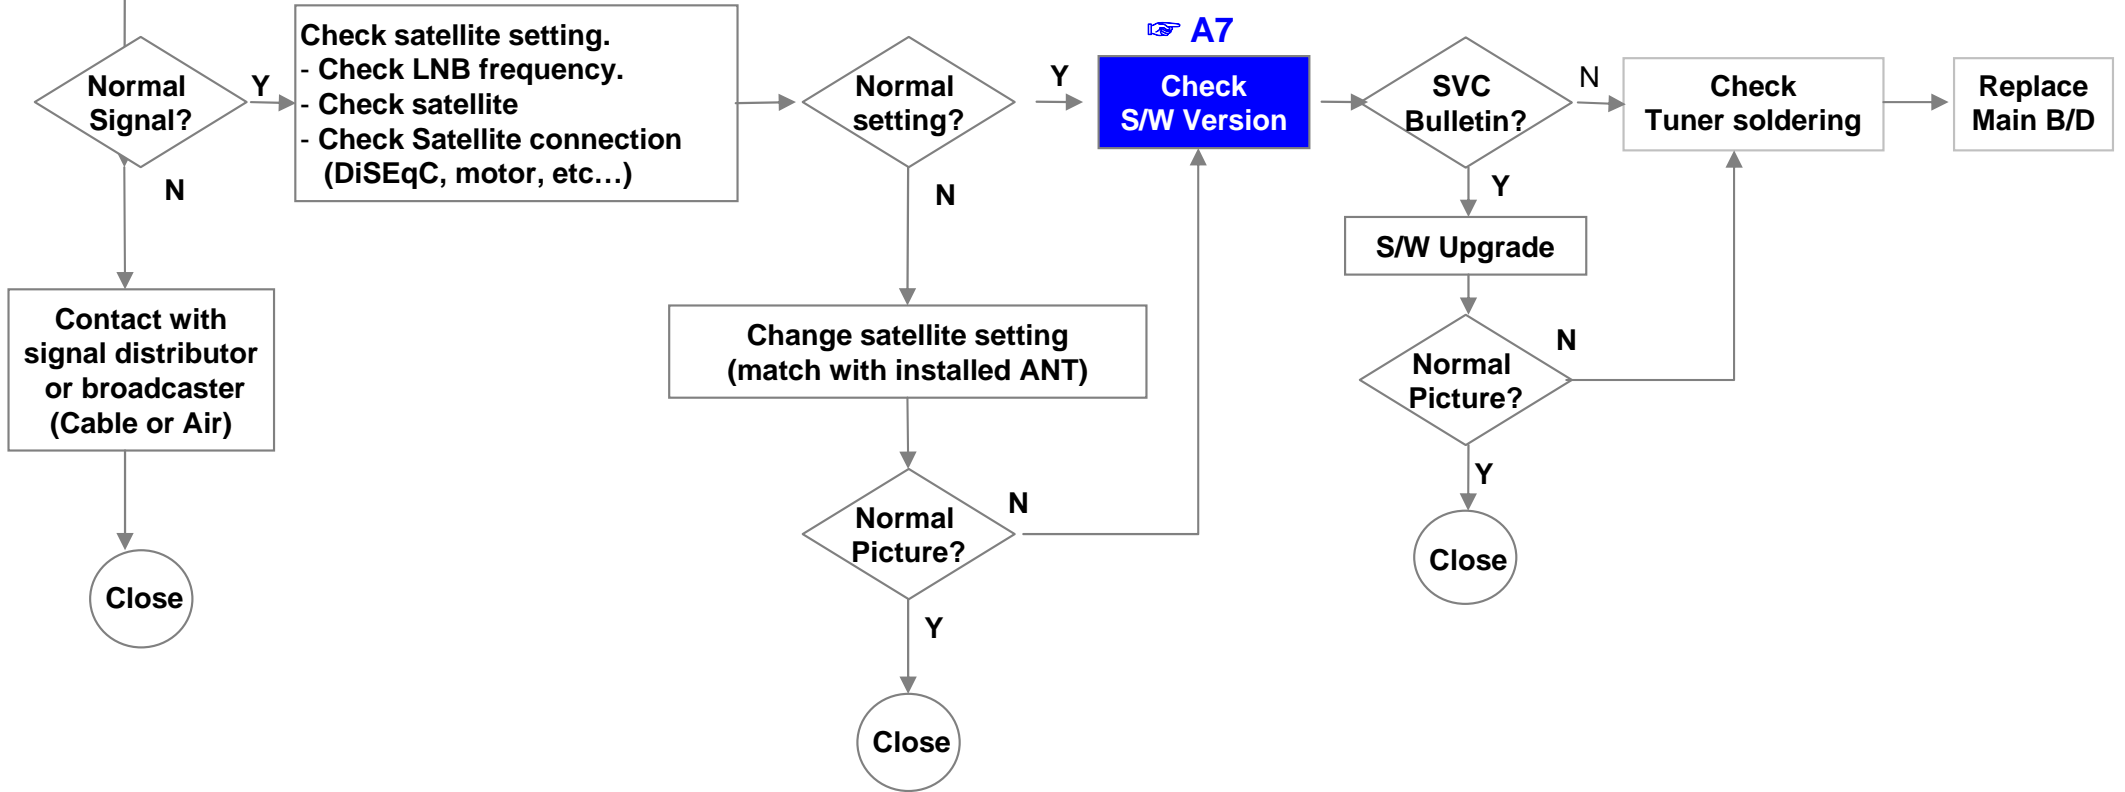 ☞ A7
Normal
Signal?
Y
N
Check satellite setting.
- Check LNB frequency.
- Check satellite
- Check Satellite connection
(DiSEqC, motor, etc…)
Normal
setting?
Y
N
Check
S/W Version
SVC
Bulletin?
N
Y
Check
Tuner soldering
Replace
Main B/D
S/W Upgrade
Contact with
signal distributor
or broadcaster
(Cable or Air)
Change satellite setting
(match with installed ANT)
Normal
Picture?
N
Y
Normal
Picture?
N
Y
Close
Close
Close